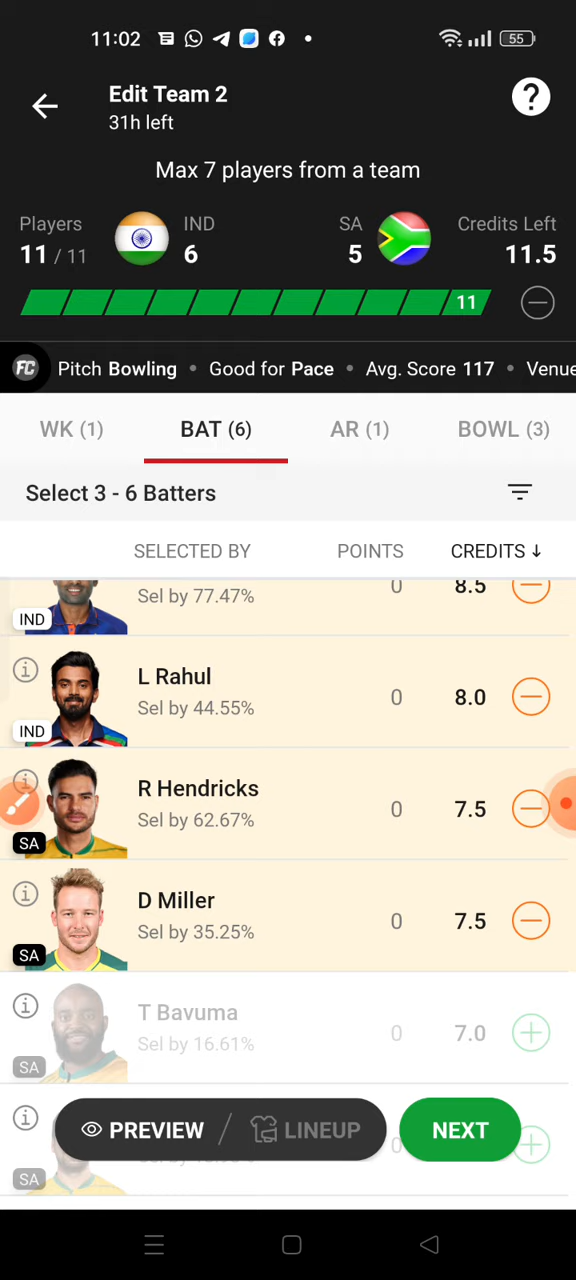 11:02 55
Edit Team 2
31h left
?
Max 7 players from a team
Players IND SA Credits Left
11 / 11 6 5 11.5
11
FC Pitch Bowling • Good for Pace • Avg. Score 117 • Venue
WK (1) BAT (6) AR (1) BOWL (3)
Select 3 - 6 Batters
SELECTED BY POINTS CREDITS ↓
Sel by 77.47% 0 8.5
IND
L Rahul
Sel by 44.55% 0 8.0
IND
R Hendricks
Sel by 62.67% 0 7.5
SA
D Miller
Sel by 35.25% 0 7.5
SA
T Bavuma
Sel by 16.61% 0 7.0
SA
PREVIEW / LINEUP NEXT
0
SA